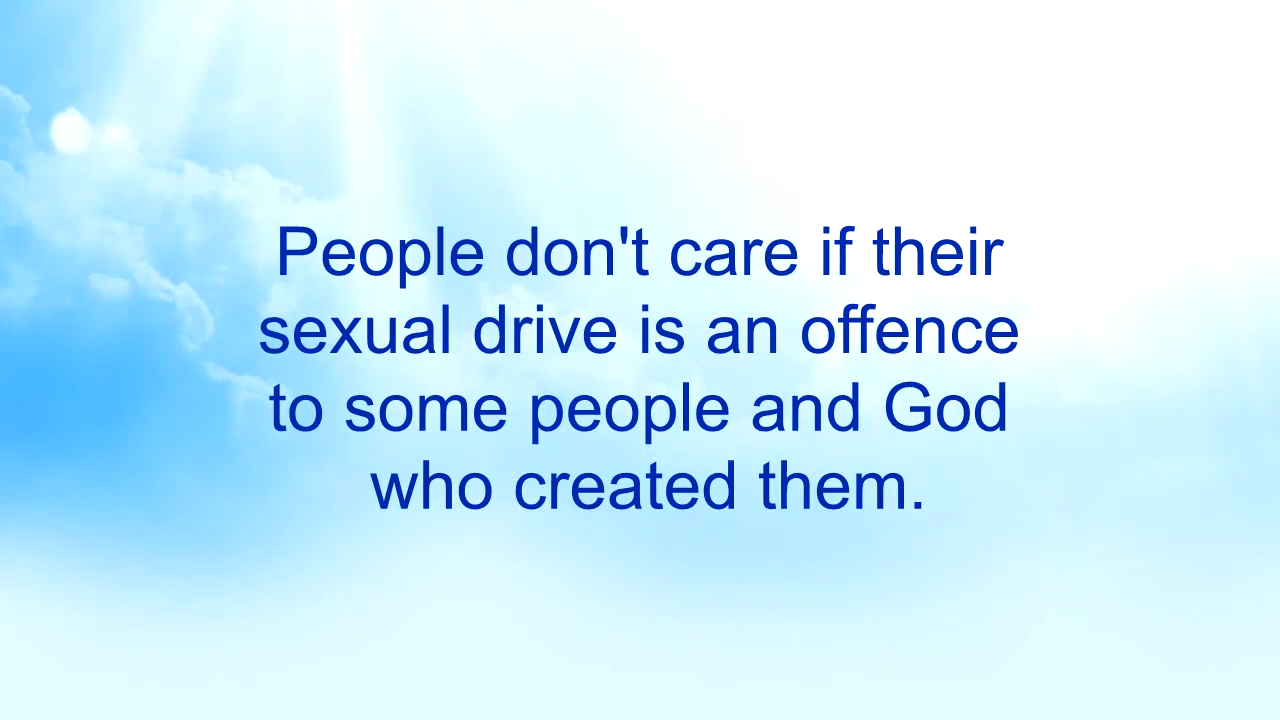 People don't care if their
sexual drive is an offence
to some people and God
who created them.